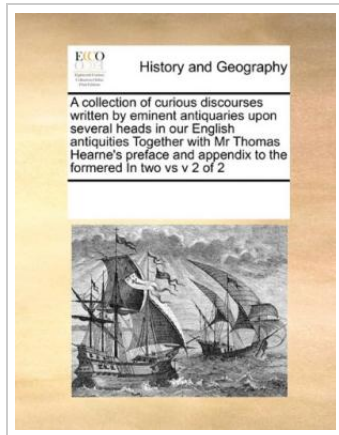 ECCO
History and Geography
A collection of curious discourses
written by eminent antiquaries upon
several heads in our English
antiquities Together with Mr Thomas
Hearne's preface and appendix to the
formered In two vs v 2 of 2